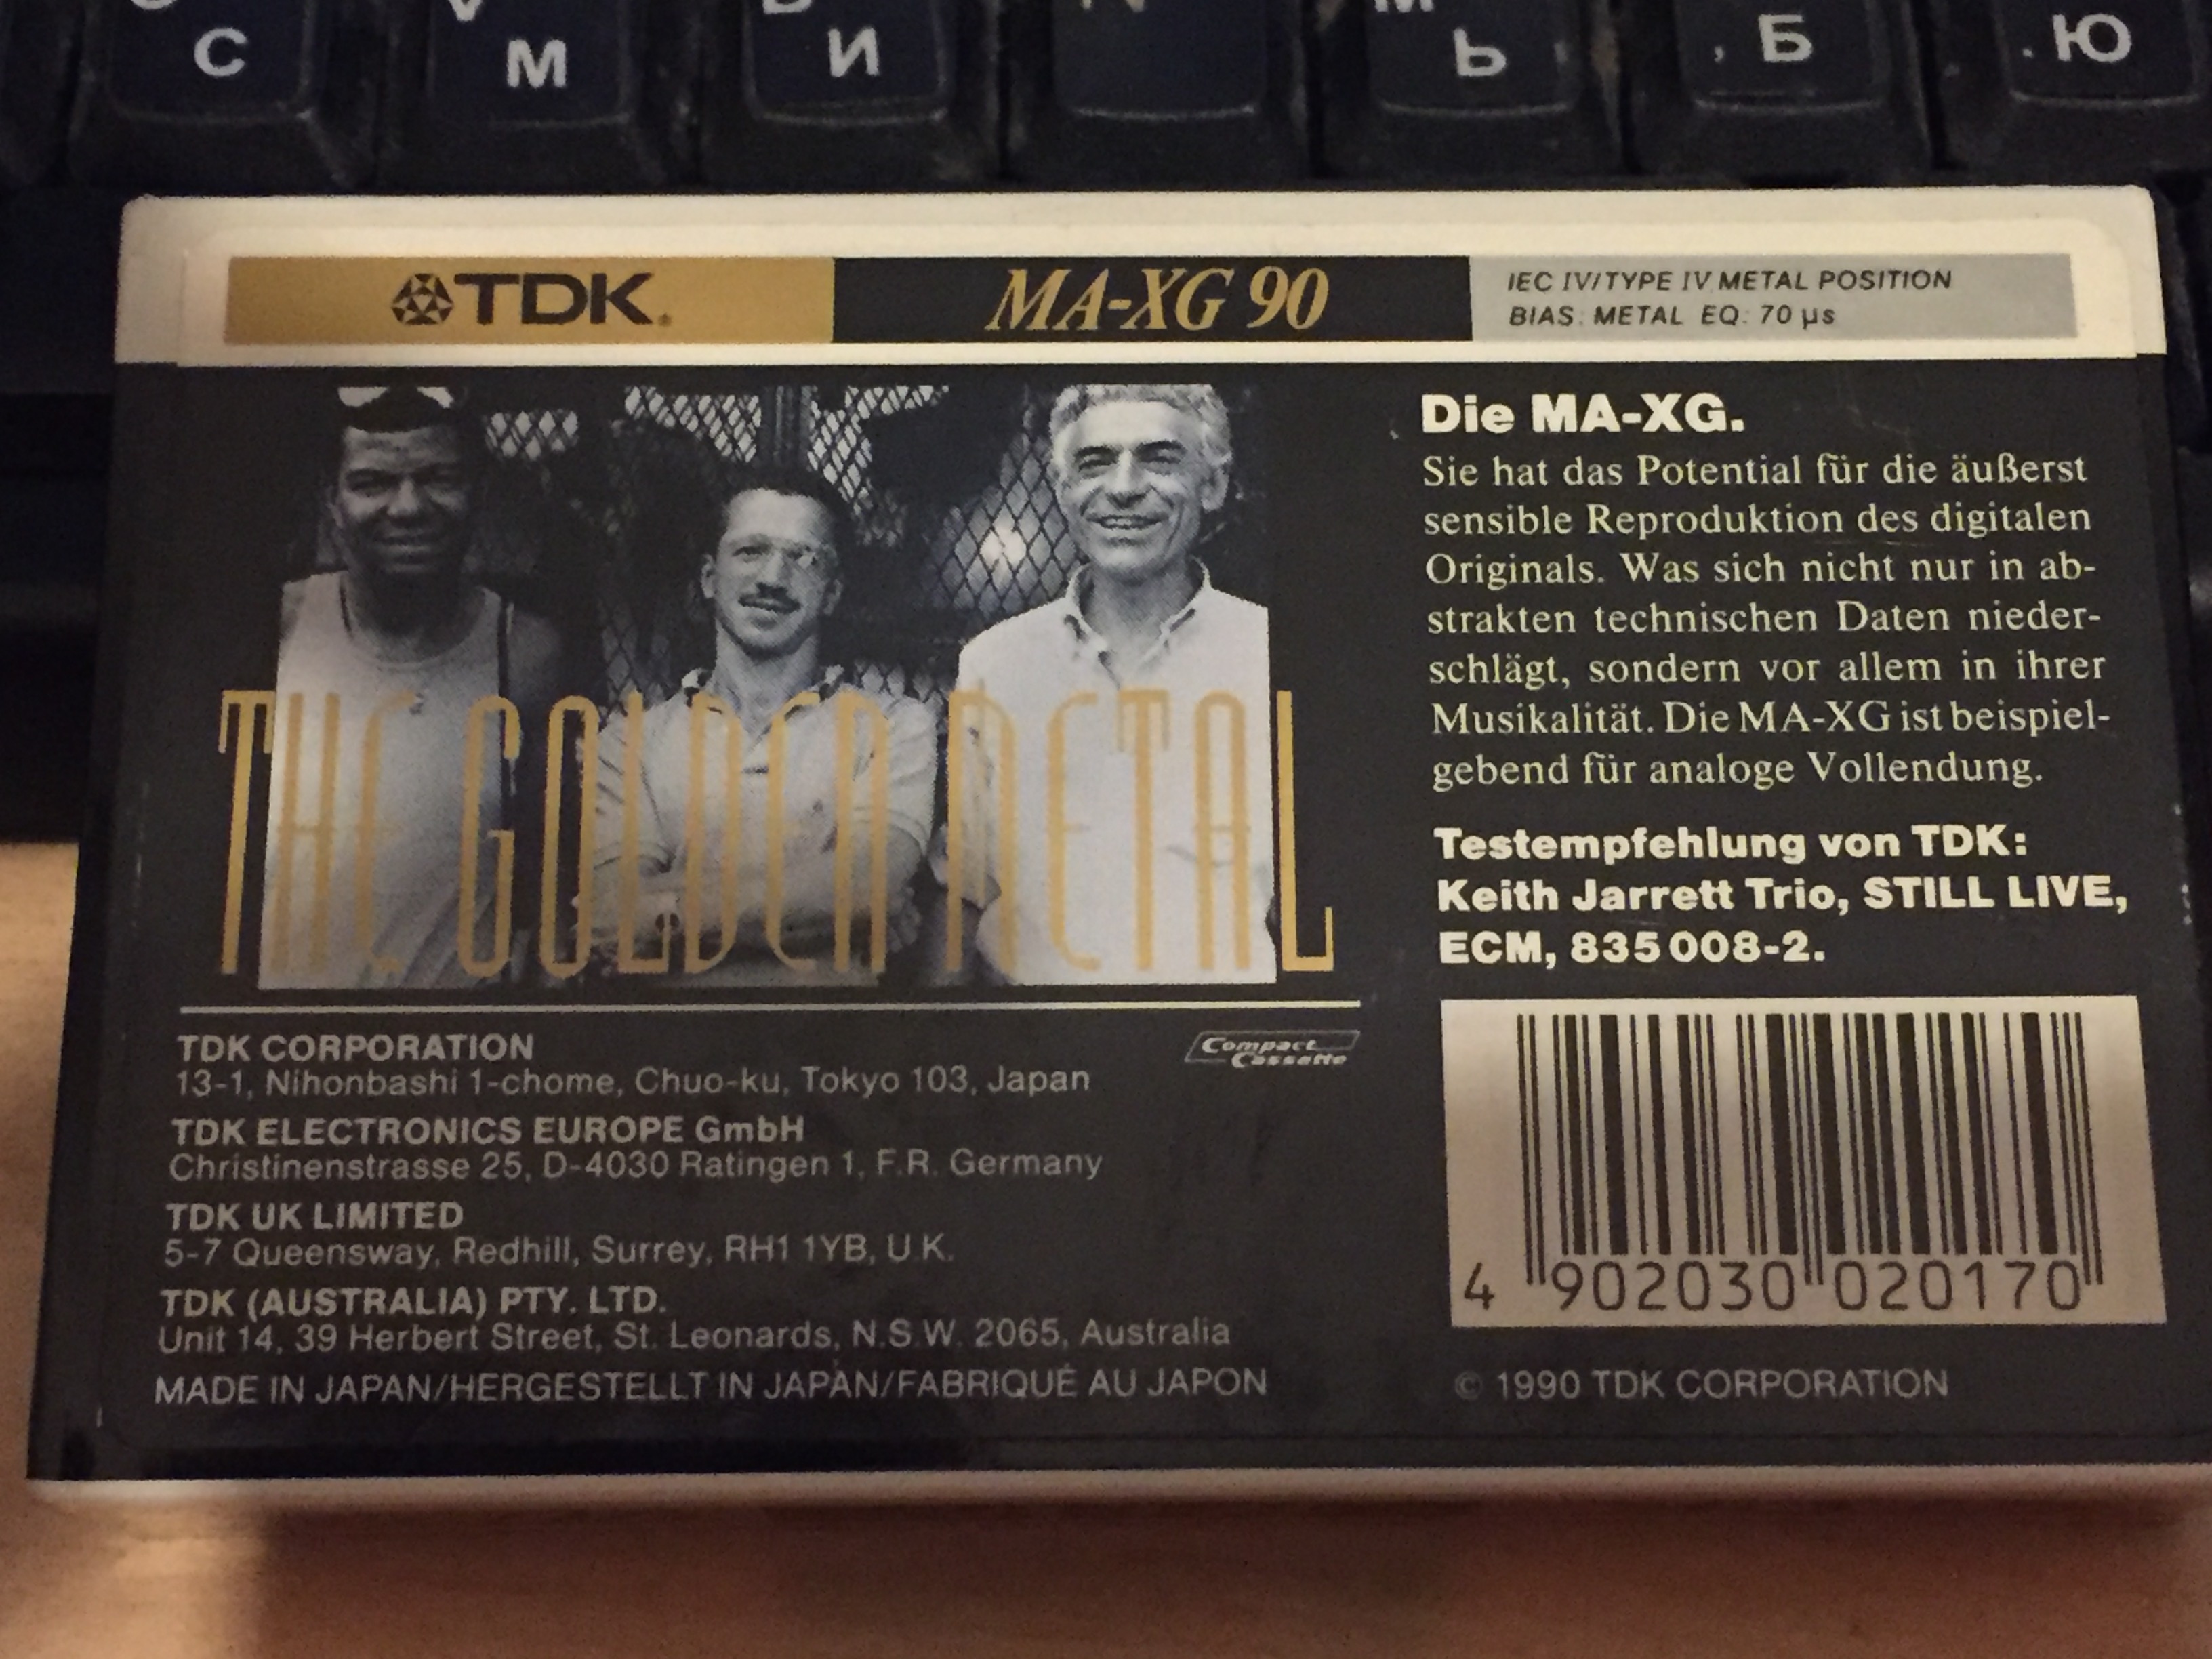 С
М
И
Ь
, Б
. Ю
TDK.
MA-XG 90
IEC IV/TYPE IV METAL POSITION
BIAS: METAL EQ: 70 µs
THE GOLDEN METAL
Die MA-XG.
Sie hat das Potential für die äußerst
sensible Reproduktion des digitalen
Originals. Was sich nicht nur in ab-
strakten technischen Daten nieder-
schlägt, sondern vor allem in ihrer
Musikalität. Die MA-XG ist beispiel-
gebend für analoge Vollendung.
Testempfehlung von TDK:
Keith Jarrett Trio, STILL LIVE,
ECM, 835 008-2.
Compact
Cassette
TDK CORPORATION
13-1, Nihonbashi 1-chome, Chuo-ku, Tokyo 103, Japan
TDK ELECTRONICS EUROPE GmbH
Christinenstrasse 25, D-4030 Ratingen 1, F.R. Germany
TDK UK LIMITED
5-7 Queensway, Redhill, Surrey, RH1 1YB, U.K.
TDK (AUSTRALIA) PTY. LTD.
Unit 14, 39 Herbert Street, St. Leonards, N.S.W. 2065, Australia
MADE IN JAPAN/HERGESTELLT IN JAPAN/FABRIQUÉ AU JAPON
4 902030 020170
© 1990 TDK CORPORATION